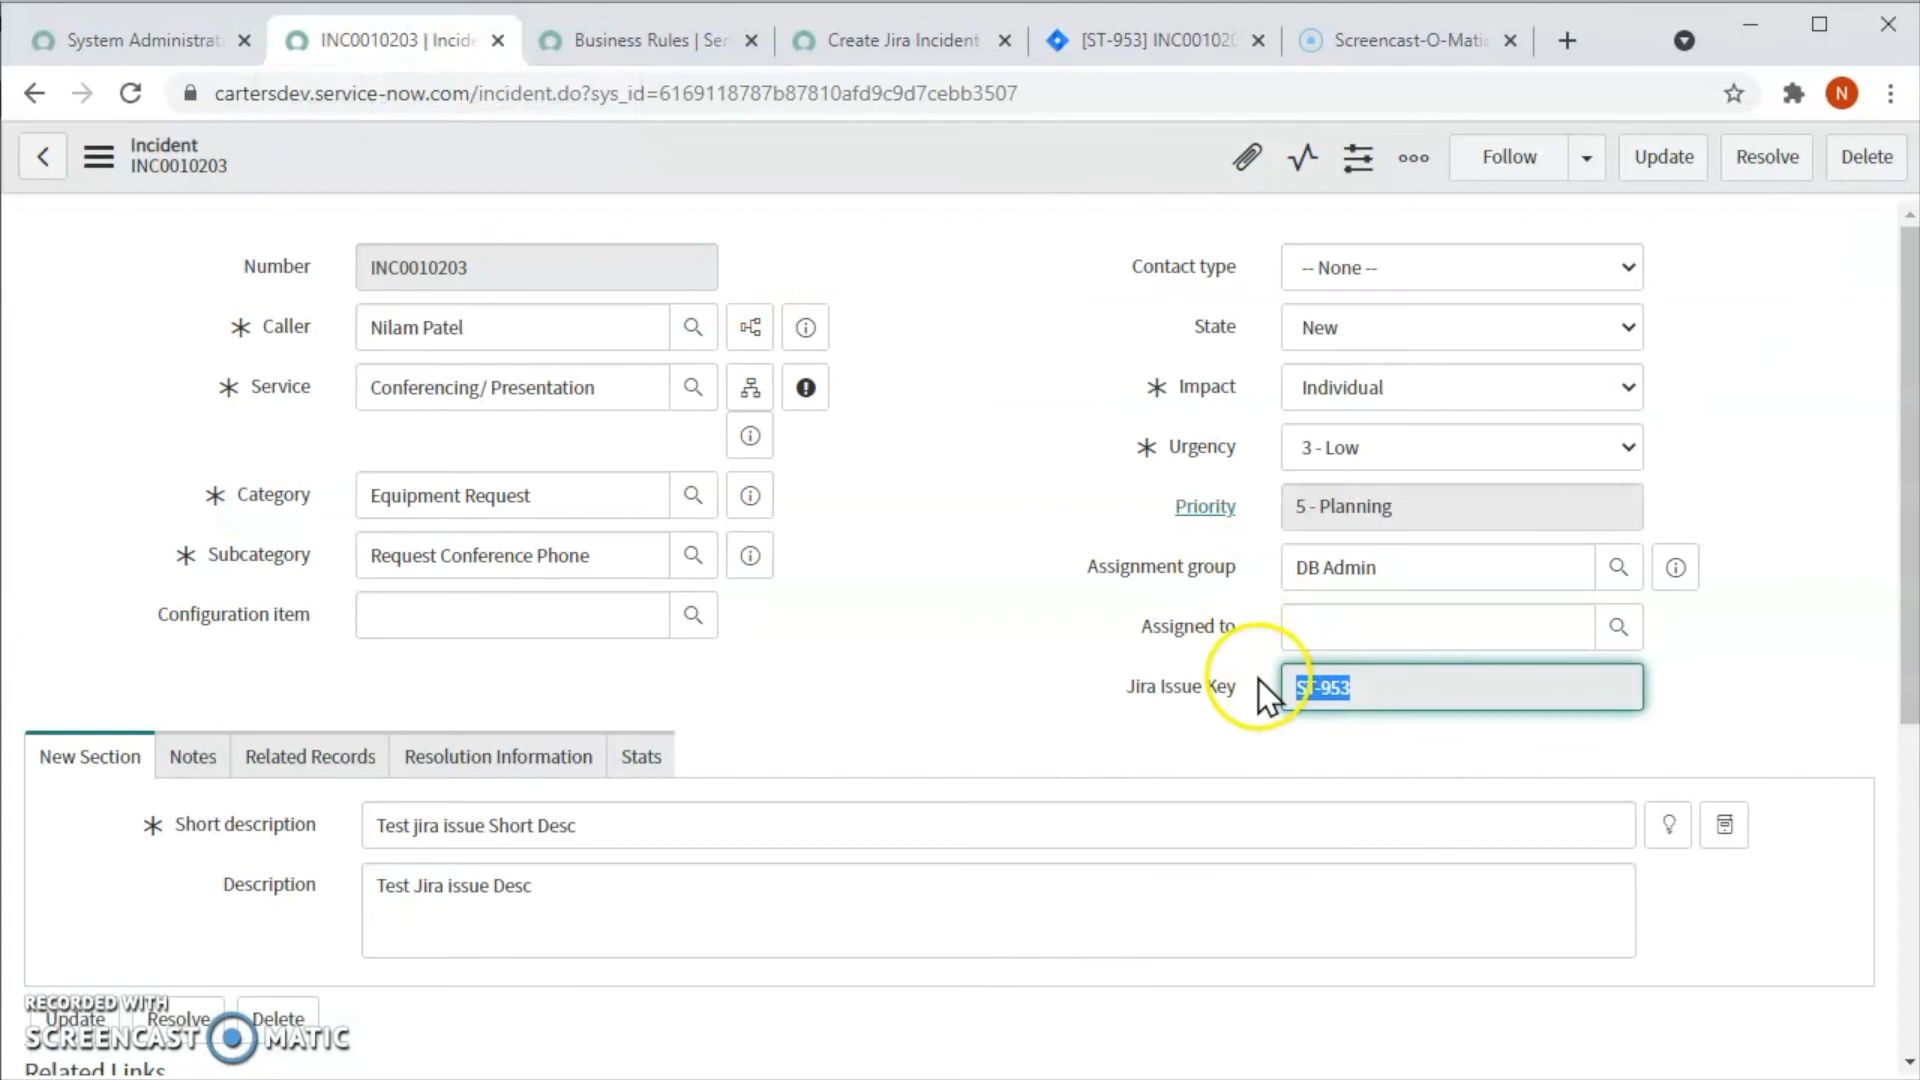 System Administrat
INC0010203 | Incide
Business Rules | Ser
Create Jira Incident
[ST-953] INC001020
Screencast-O-Matic
cartersdev.service-now.com/incident.do?sys_id=6169118787b87810afd9c9d7cebb3507
N
Incident
INC0010203
Follow
Update
Resolve
Delete
Number
INC0010203
Contact type
-- None --
Caller
Nilam Patel
State
New
Service
Conferencing/ Presentation
Impact
Individual
Urgency
3 - Low
Category
Equipment Request
Priority
5 - Planning
Subcategory
Request Conference Phone
Assignment group
DB Admin
Configuration item
Assigned to
Jira Issue Key
ST-953
New Section
Notes
Related Records
Resolution Information
Stats
Short description
Test jira issue Short Desc
Description
Test Jira issue Desc
RECORDED WITH
Update
Resolve
Delete
SCREENCAST MATIC
Related Links